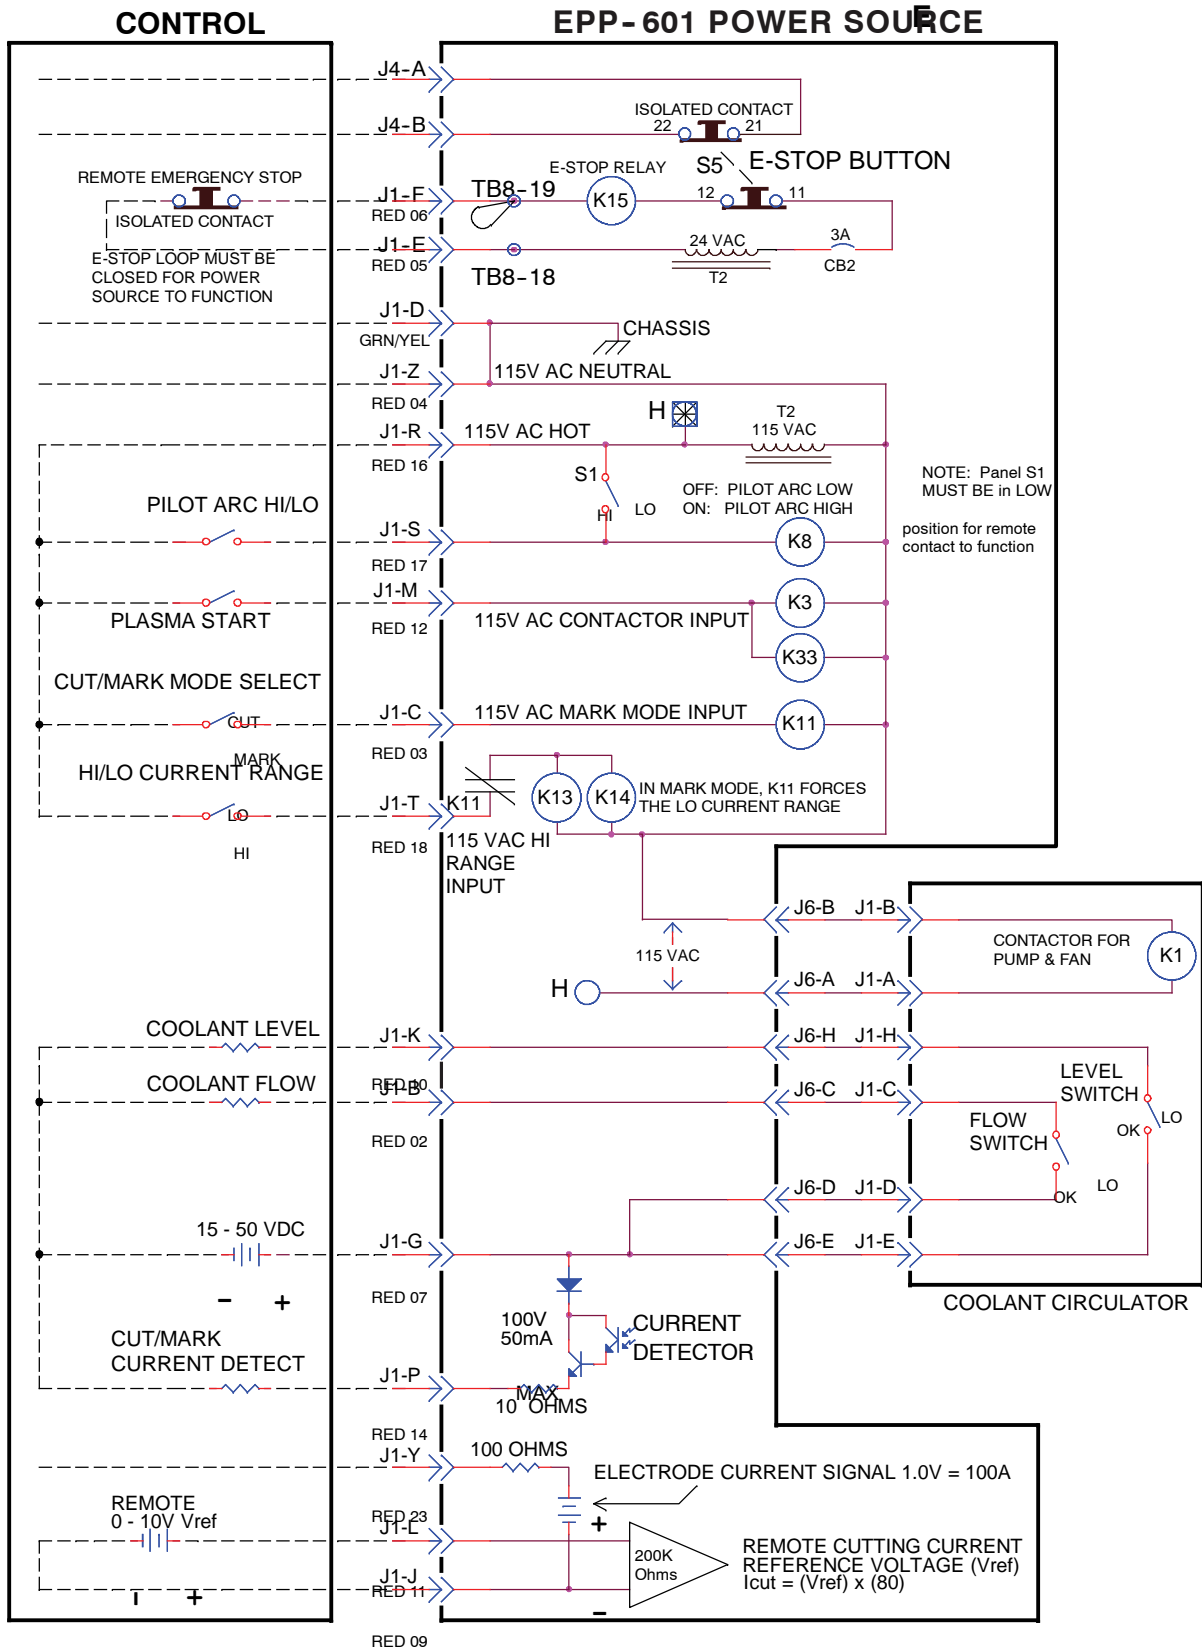 CONTROL
EPP-601 POWER SOURCE
E
J4-A
ISOLATED CONTACT
J4-B
22
21
S5
E-STOP BUTTON
REMOTE EMERGENCY STOP
E-STOP RELAY
J1-F
TB8-19
K15
12
11
ISOLATED CONTACT
RED 06
J1-E
24 VAC
3A
E-STOP LOOP MUST BE
CLOSED FOR POWER
SOURCE TO FUNCTION
RED 05
TB8-18
T2
CB2
J1-D
CHASSIS
GRN/YEL
J1-Z
115V AC NEUTRAL
RED 04
H
T2
115 VAC
J1-R
115V AC HOT
RED 16
S1
NOTE: Panel S1
MUST BE in LOW
position for remote
contact to function
OFF: PILOT ARC LOW
ON: PILOT ARC HIGH
HI
LO
PILOT ARC HI/LO
J1-S
K8
RED 17
J1-M
K3
PLASMA START
RED 12
115V AC CONTACTOR INPUT
K33
CUT/MARK MODE SELECT
CUT
MARK
J1-C
115V AC MARK MODE INPUT
K11
RED 03
HI/LO CURRENT RANGE
LO
HI
J1-T
K11
K13
K14
IN MARK MODE, K11 FORCES
THE LO CURRENT RANGE
RED 18
115 VAC HI
RANGE
INPUT
J6-B
J1-B
115 VAC
CONTACTOR FOR
PUMP & FAN
K1
H
J6-A
J1-A
COOLANT LEVEL
J1-K
J6-H
J1-H
RED 10
COOLANT FLOW
J1-B
J6-C
J1-C
LEVEL
SWITCH
LO
OK
RED 02
FLOW
SWITCH
LO
OK
J6-D
J1-D
15 - 50 VDC
J1-G
J6-E
J1-E
- +
RED 07
COOLANT CIRCULATOR
100V
50mA
MAX
CURRENT
DETECTOR
CUT/MARK
CURRENT DETECT
J1-P
10 OHMS
RED 14
J1-Y
100 OHMS
ELECTRODE CURRENT SIGNAL 1.0V = 100A
REMOTE
0 - 10V Vref
RED 23
J1-L
+
200K
Ohms
REMOTE CUTTING CURRENT
REFERENCE VOLTAGE (Vref)
Icut = (Vref) x (80)
J1-J
RED 11
- +
-
RED 09